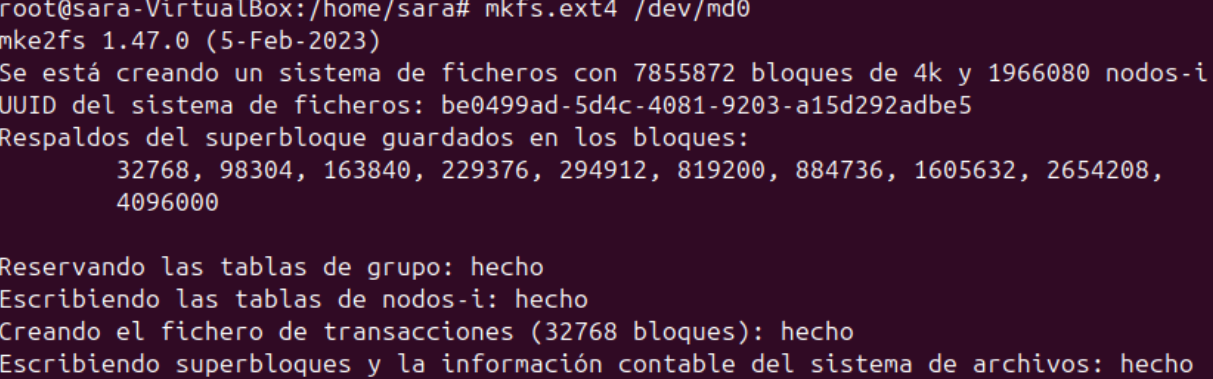 root@sara-VirtualBox:/home/sara# mkfs.ext4 /dev/md0
mke2fs 1.47.0 (5-Feb-2023)
Se está creando un sistema de ficheros con 7855872 bloques de 4k y 1966080 nodos-i
UUID del sistema de ficheros: be0499ad-5d4c-4081-9203-a15d292adbe5
Respaldos del superbloque guardados en los bloques:
32768, 98304, 163840, 229376, 294912, 819200, 884736, 1605632, 2654208,
4096000
Reservando las tablas de grupo: hecho
Escribiendo las tablas de nodos-i: hecho
Creando el fichero de transacciones (32768 bloques): hecho
Escribiendo superbloques y la información contable del sistema de archivos: hecho